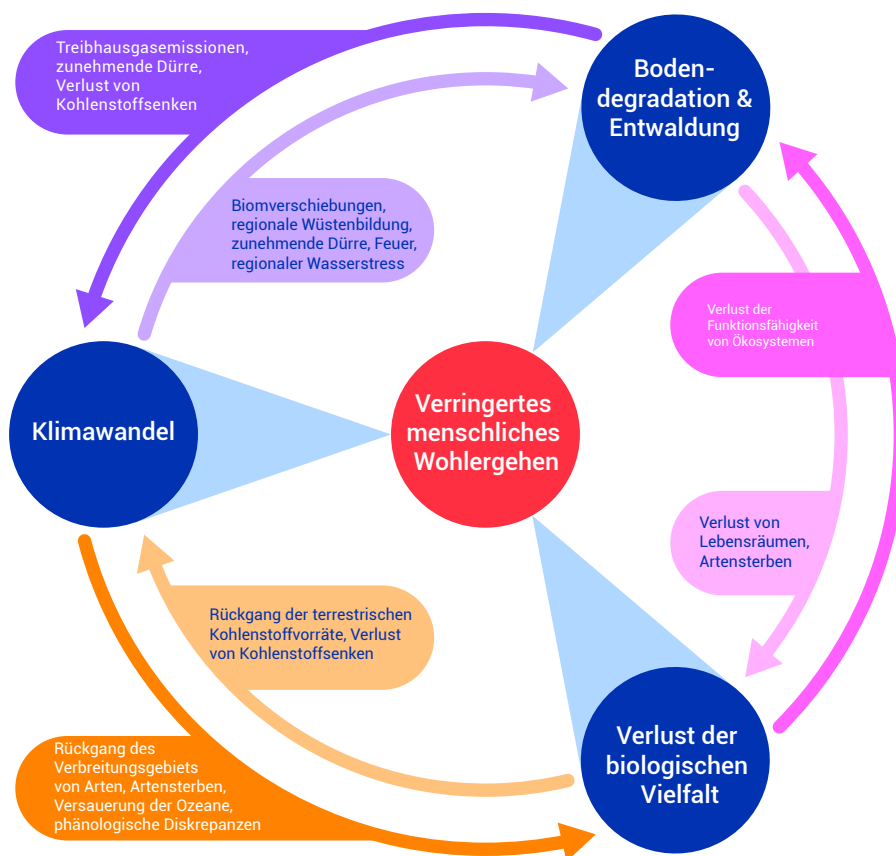 Treibhausgasemissionen,
zunehmende Dürre,
Verlust von
Kohlenstoffsenken
Boden-
degradation &
Entwaldung
Biomverschiebungen,
regionale Wüstenbildung,
zunehmende Dürre, Feuer,
regionaler Wasserstress
Verlust der
Funktionsfähigkeit
von Ökosystemen
Klimawandel
Verringertes
menschliches
Wohlergehen
Verlust von
Lebensräumen,
Artensterben
Rückgang der terrestrischen
Kohlenstoffvorräte, Verlust
von Kohlenstoffsenken
Rückgang des
Verbreitungsgebiets
von Arten, Artensterben,
Versauerung der Ozeane,
phänologische Diskrepanzen
Verlust der
biologischen
Vielfalt